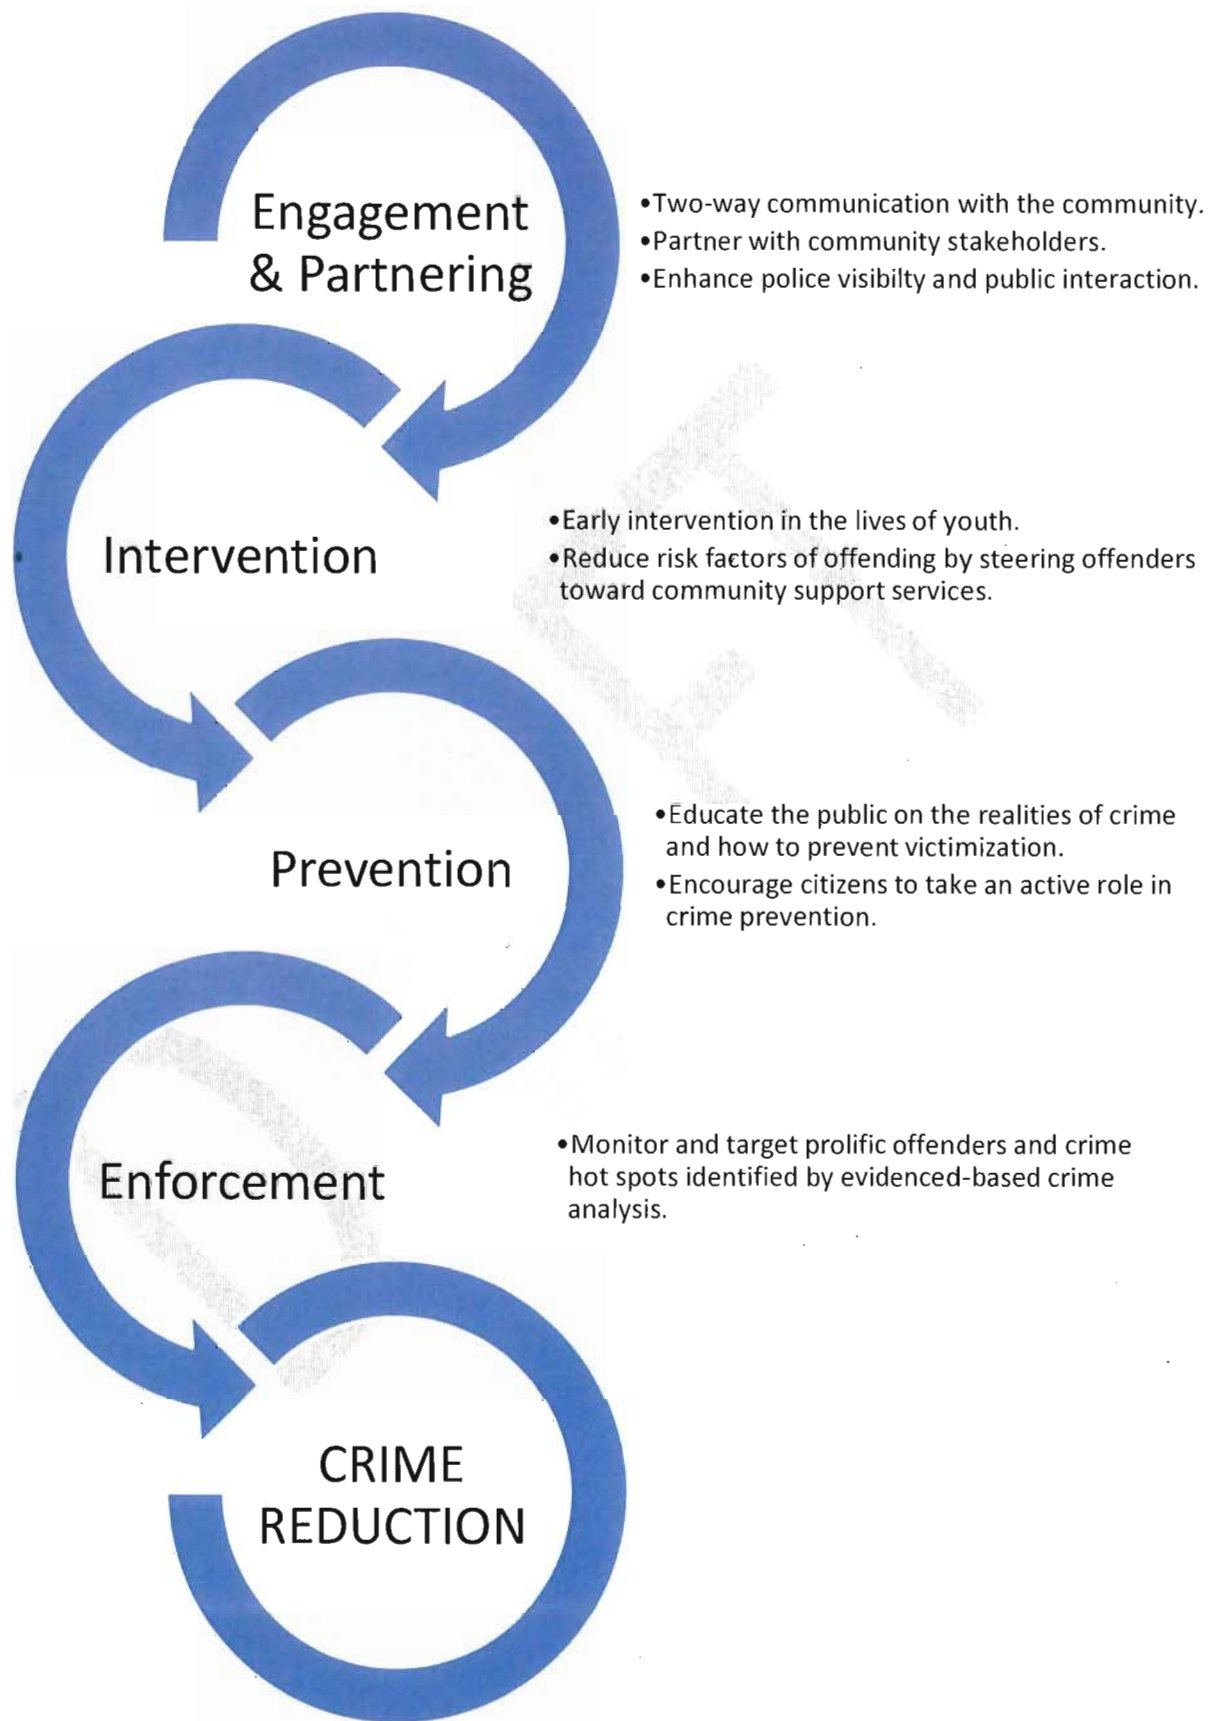 Engagement
& Partnering
•Two-way communication with the community.
•Partner with community stakeholders.
•Enhance police visibilty and public interaction.
Intervention
•Early intervention in the lives of youth.
•Reduce risk factors of offending by steering offenders
toward community support services.
Prevention
•Educate the public on the realities of crime
and how to prevent victimization.
•Encourage citizens to take an active role in
crime prevention.
Enforcement
•Monitor and target prolific offenders and crime
hot spots identified by evidenced-based crime
analysis.
CRIME
REDUCTION